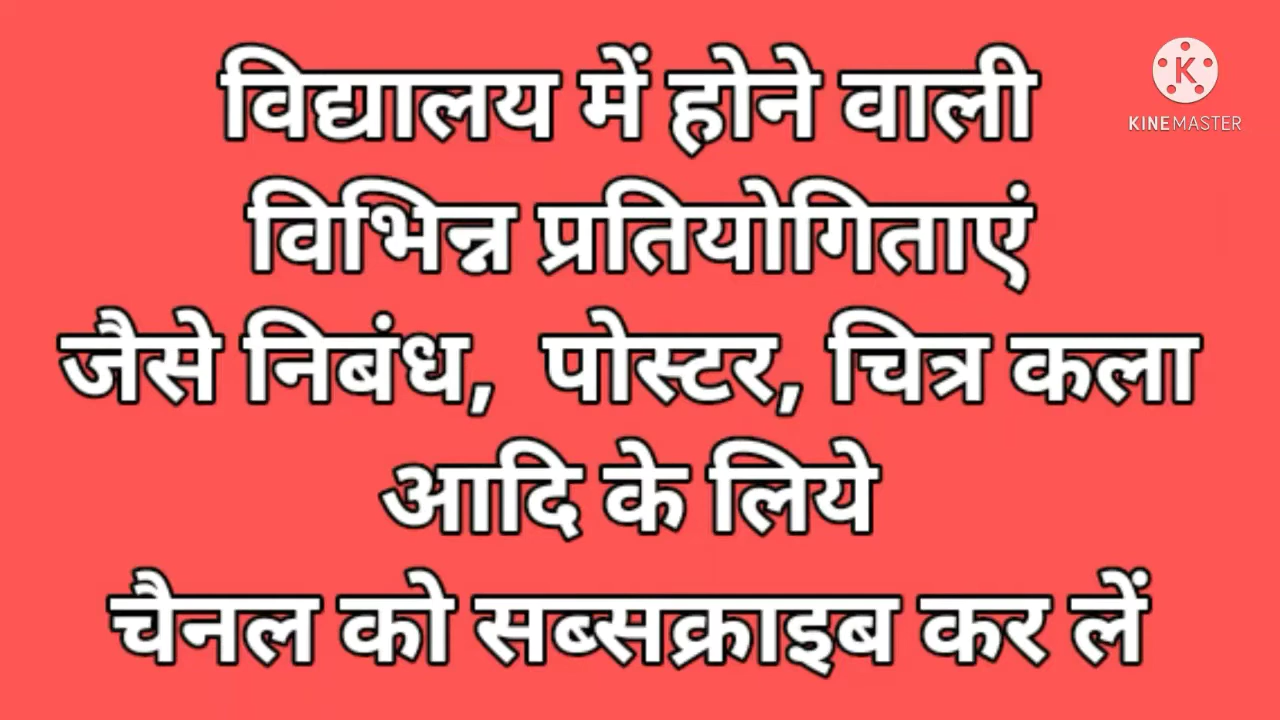 विद्यालय में होने वाली
विभिन्न प्रतियोगिताएं
जैसे निबंध, पोस्टर, चित्र कला
आदि के लिये
चैनल को सब्सक्राइब कर लें
K
KINEMASTER